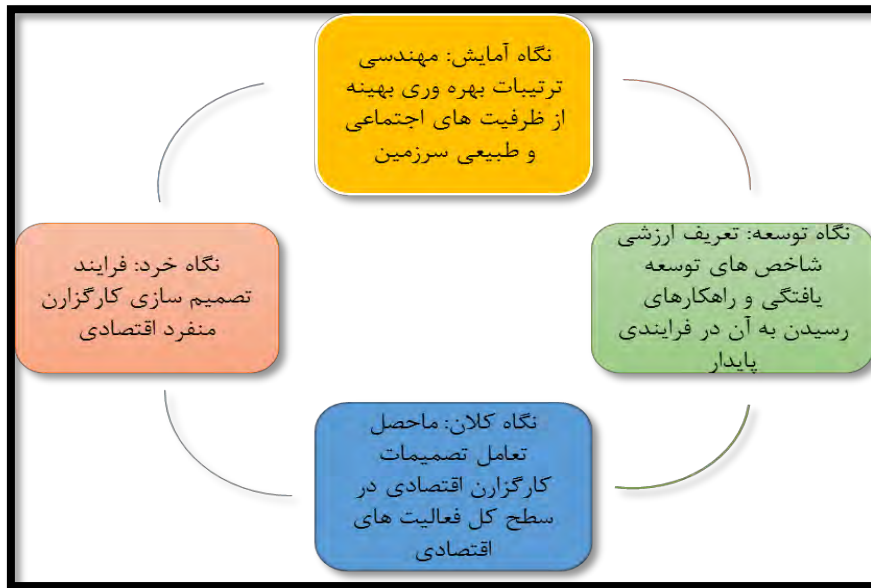 نگاه آمایش: مهندسی
ترتیبات بهره وری بهینه
از ظرفیت های اجتماعی
و طبیعی سرزمین
نگاه توسعه: تعریف ارزشی
شاخص های توسعه
یافتگی و راهکارهای
رسیدن به آن در فرایندی
پایدار
نگاه کلان: ماحصل
تعامل تصمیمات
کارگزارن اقتصادی در
سطح کل فعالیت های
اقتصادی
نگاه خرد: فرایند
تصمیم سازی کارگزارن
منفرد اقتصادی